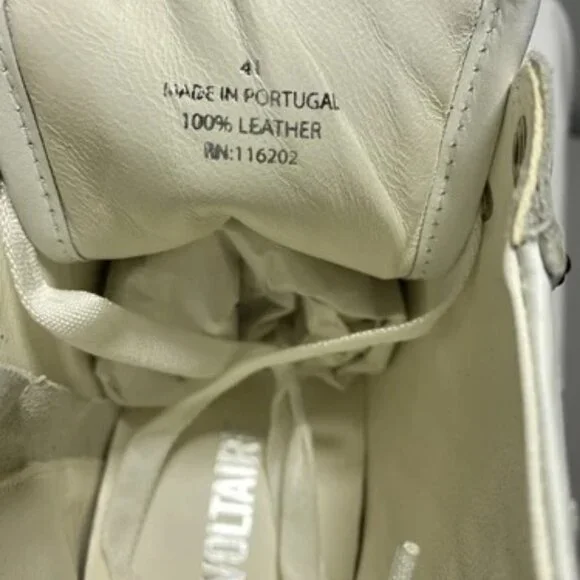 41
MADE IN PORTUGAL
100% LEATHER
RN:116202
VOLTAIR